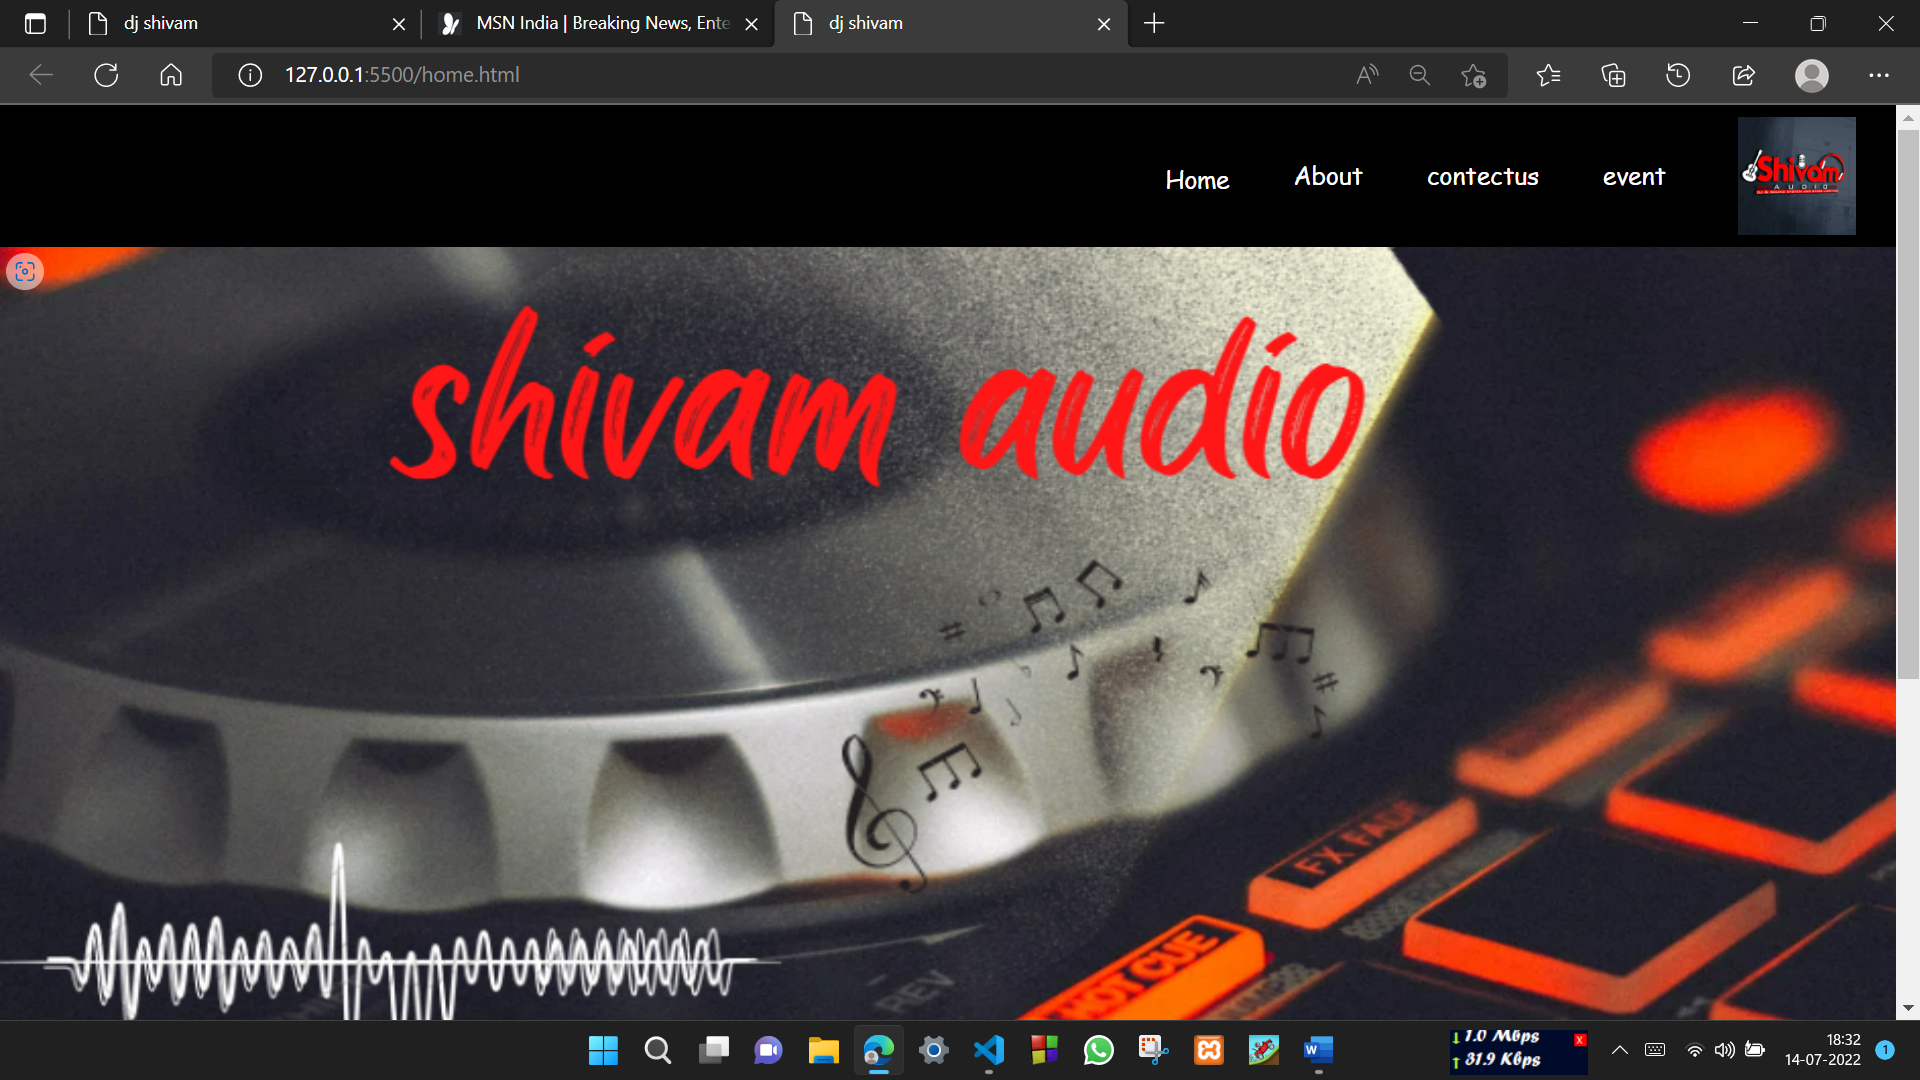 dj shivam
MSN India | Breaking News, Ente
dj shivam
127.0.0.1:5500/home.html
Home
About
contectus
event
Shivam
AUDIO
shivam audio
FX FADE
HOT CUE
REV
1.0 Mbps
31.9 Kbps
18:32
14-07-2022
1